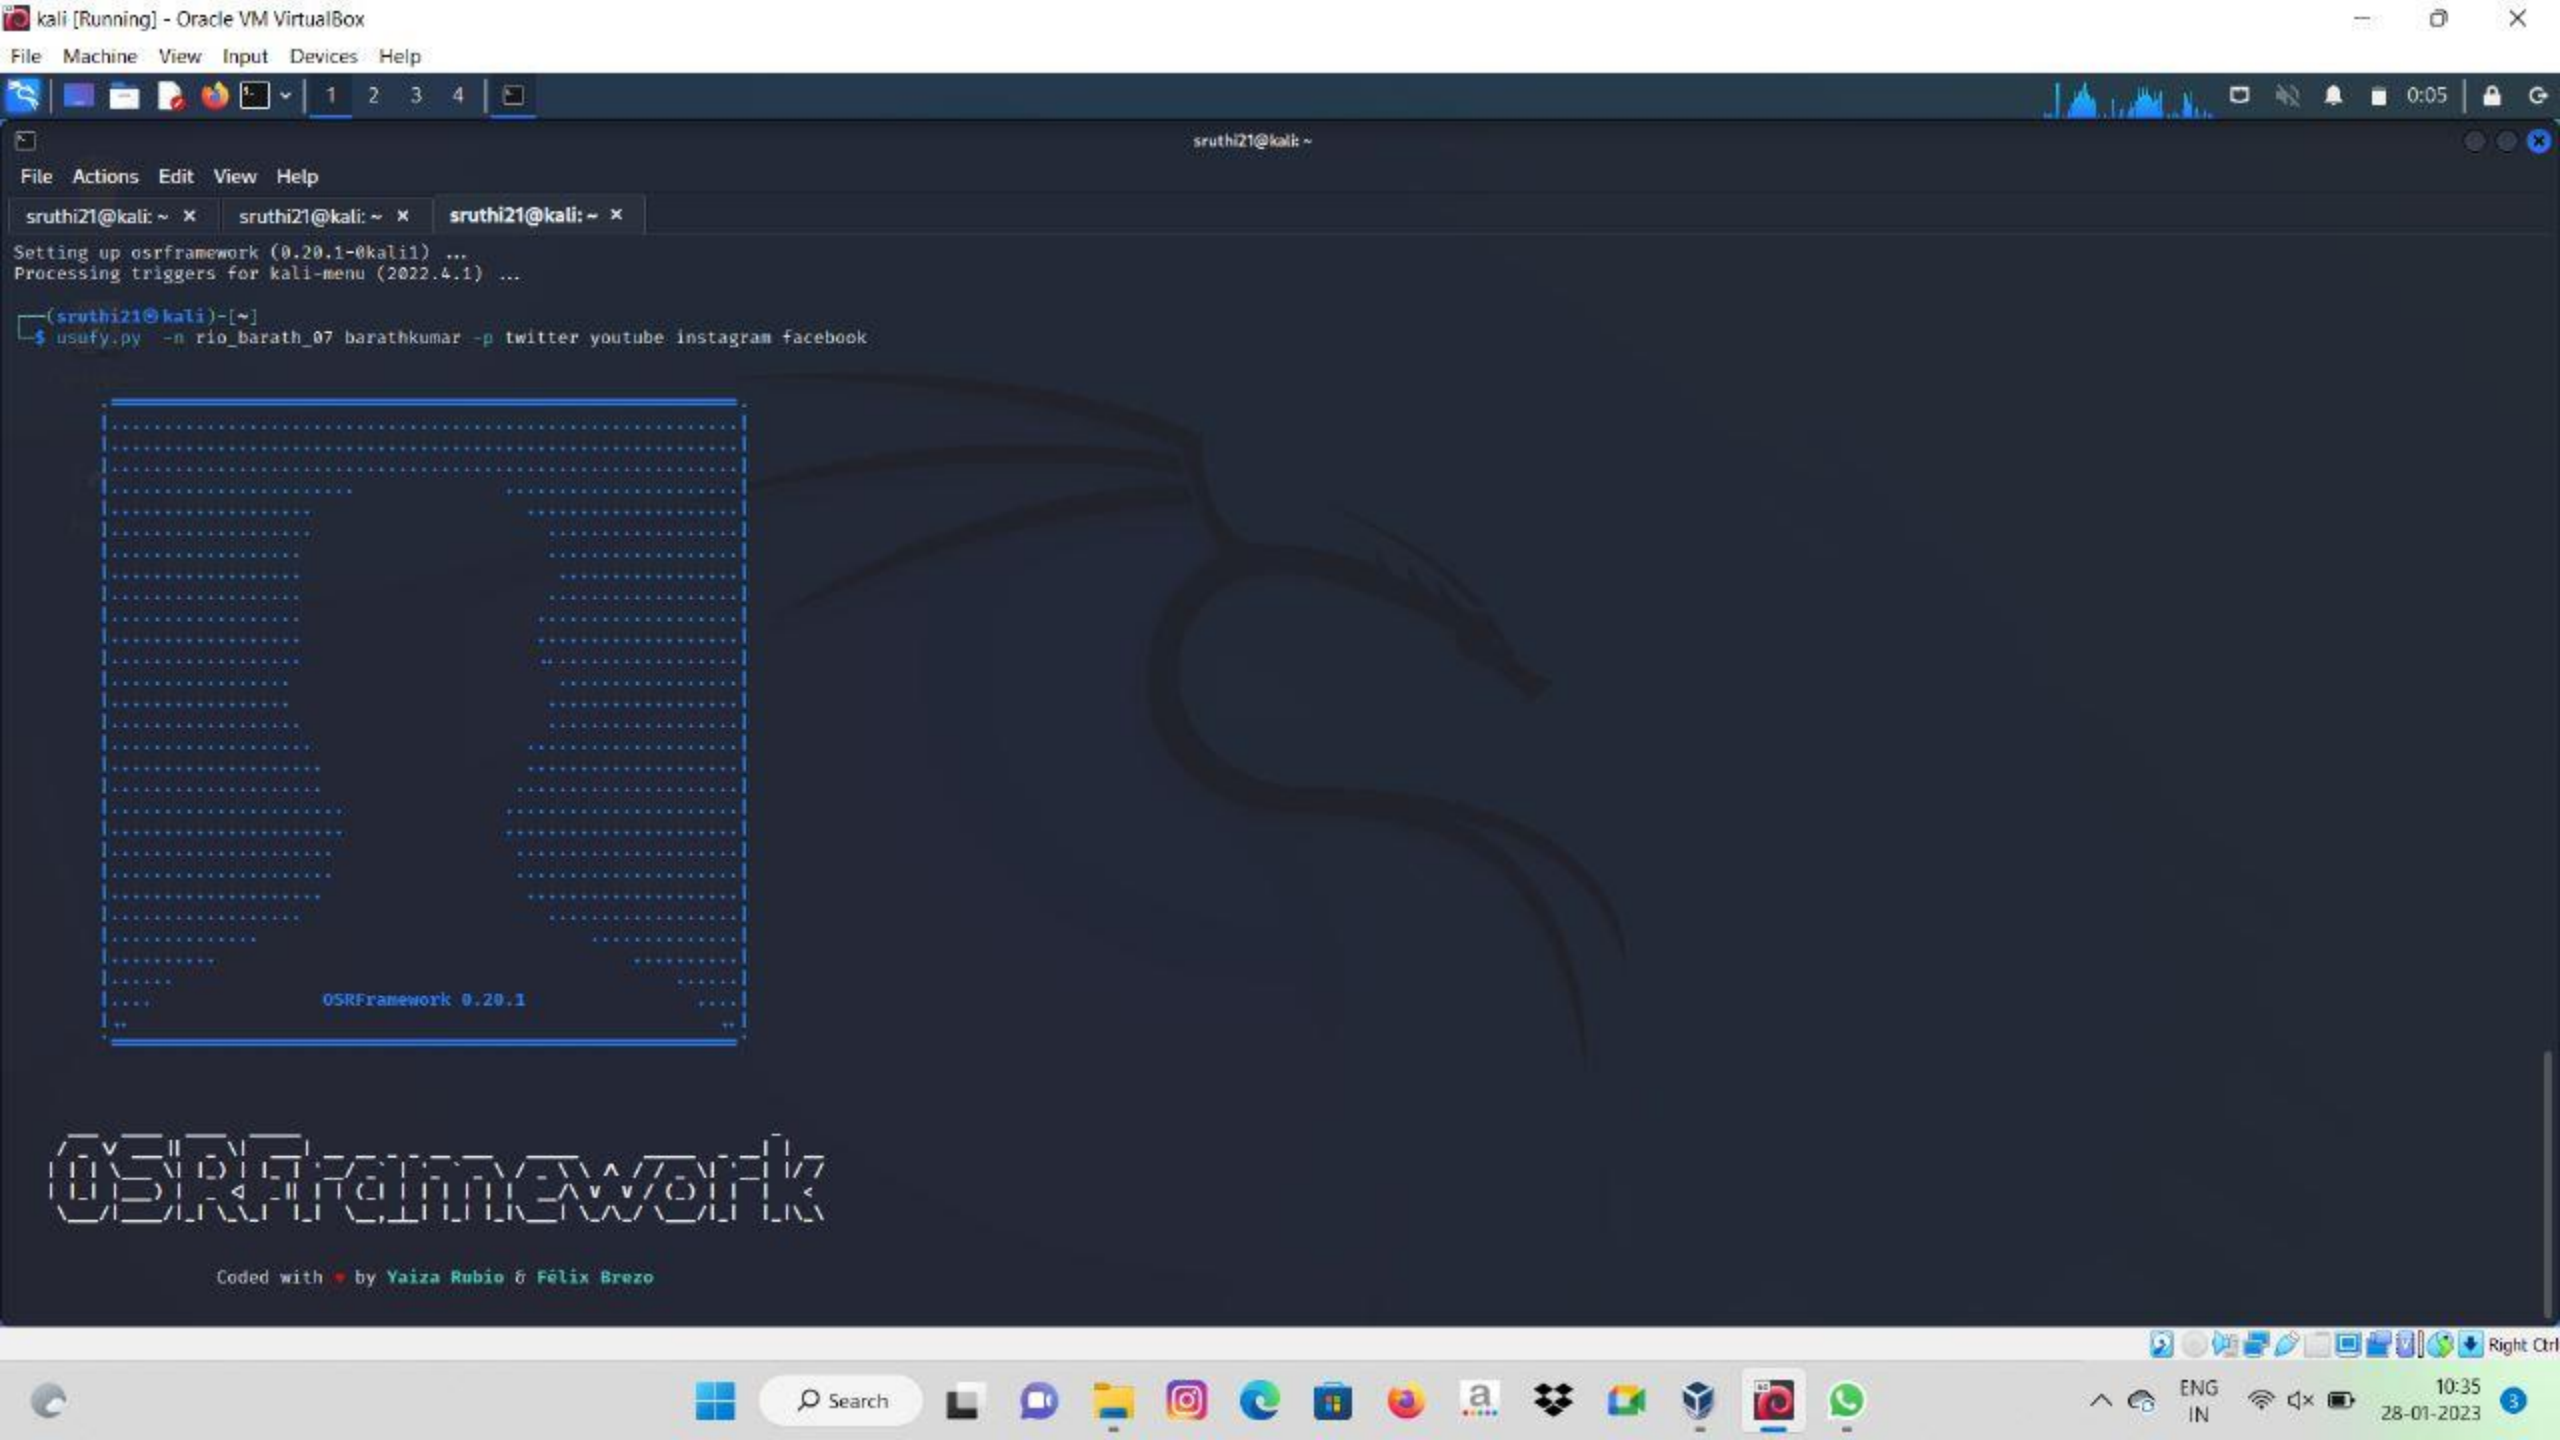 kali [Running] - Oracle VM VirtualBox
File Machine View Input Devices Help
1 2 3 4 0:05
sruthi21@kali: ~
File Actions Edit View Help
sruthi21@kali: ~ × sruthi21@kali: ~ × sruthi21@kali: ~ ×
Setting up osrframework (0.20.1-0kali1) ...
Processing triggers for kali-menu (2022.4.1) ...
(sruthi21㉿kali)-[~]
$ usufy.py -n rio_barath_07 barathkumar -p twitter youtube instagram facebook
OSRFramework 0.20.1
OSRFramework
Coded with ♥ by Yaiza Rubio & Félix Brezo
Right Ctrl
Search
ENG
IN
10:35
28-01-2023
3